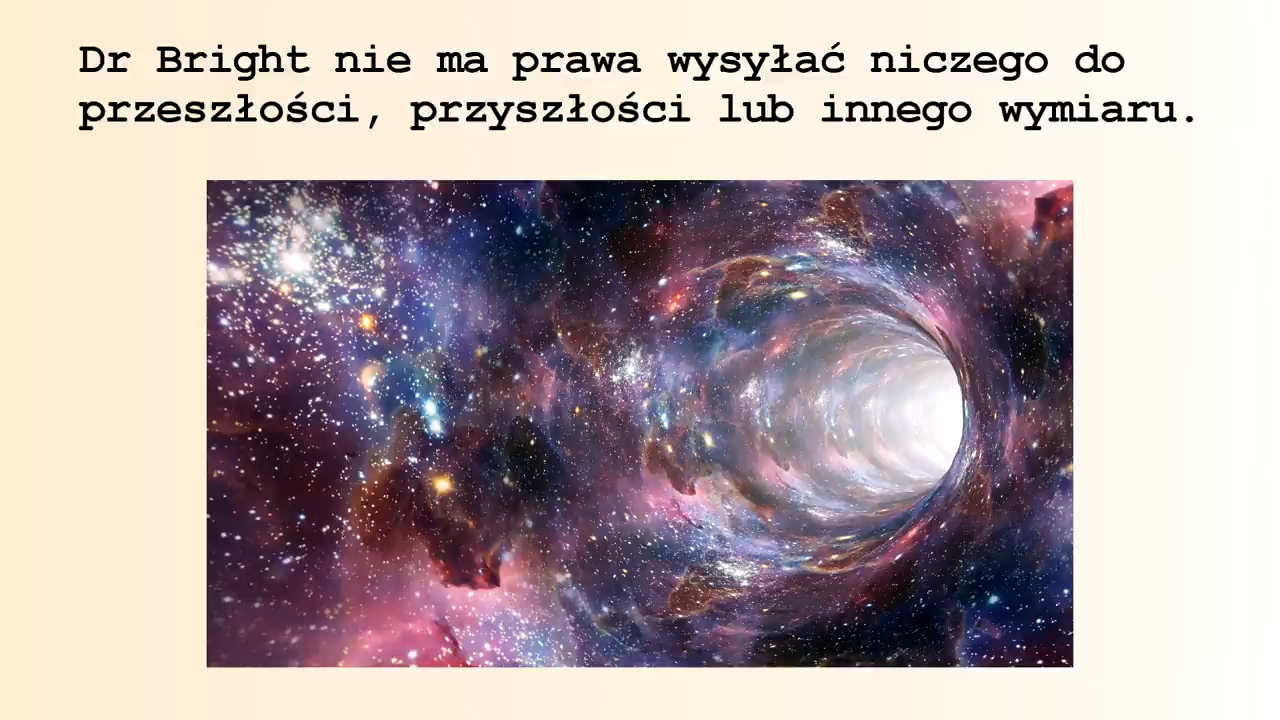 Dr Bright nie ma prawa wysyłać niczego do
przeszłości, przyszłości lub innego wymiaru.